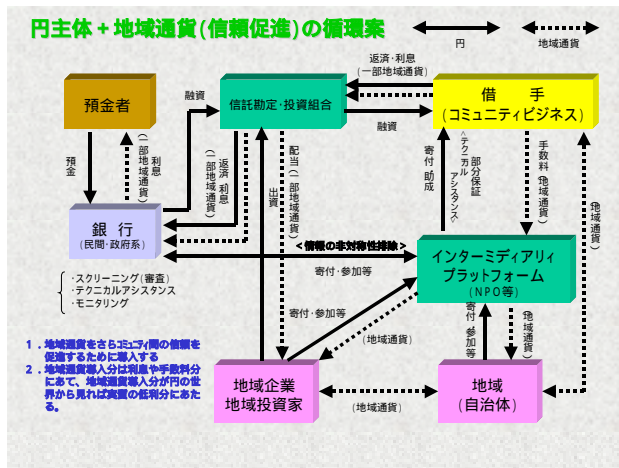 円主体+地域通貨(信頼促進)の循環案
円
地域通貨
返済･利息
(一部地域通貨)
預金者
融資
信託勘定･投資組合
融資
借　手
(コミュニティビジネス)
預金
利息
(一部地域通貨)
返済･利息
(一部地域通貨)
出資
配当(一部地域通貨)
寄付･助成
<テクニカル
アシスタンス>
部分保証
手数料(地域通貨)
(地域通貨)
銀 行
(民間･政府系)
<情報の非対称性排除>
寄付･参加等
インターミディアリィ
プラットフォーム
(NPO等)
･スクリーニング(審査)
･テクニカルアシスタンス
･モニタリング
寄付･参加等
(地域通貨)
寄付･参加等
(地域通貨)
1．地域通貨をさらコミュニティ間の信頼を
促進するために導入する
2．地域通貨導入分は利息や手数料分
にあて、地域通貨導入分が円の世
界から見れば実質の低利分にあた
る。
地域企業
地域投資家
(地域通貨)
地域
(自治体)